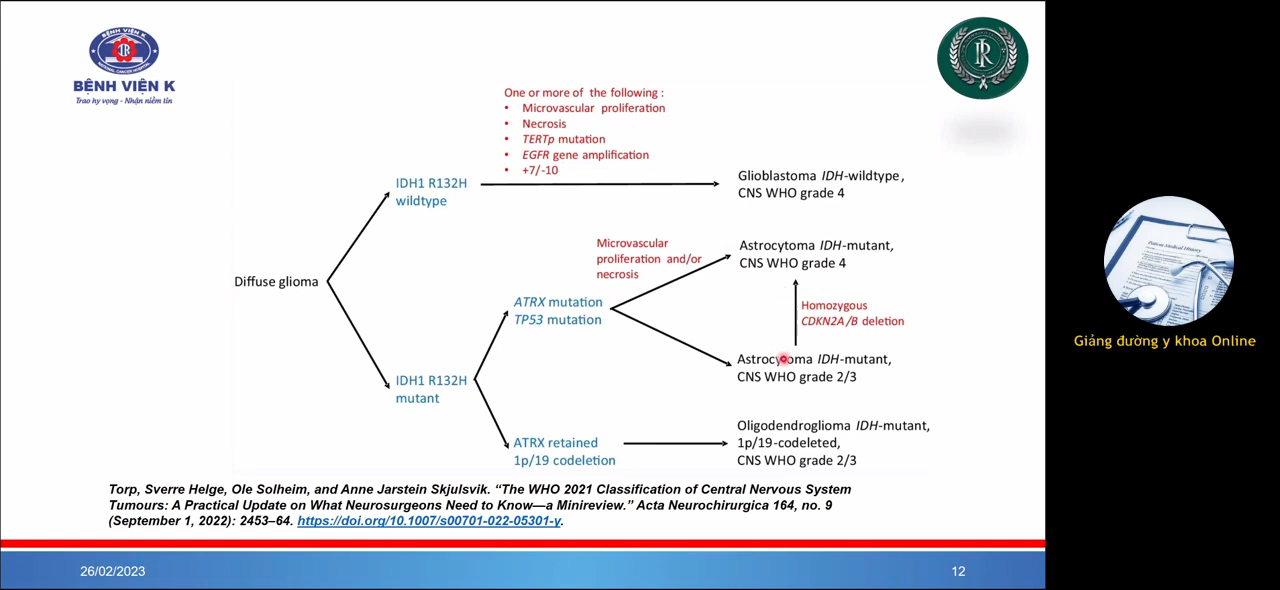 BỆNH VIỆN K
Trao hy vọng - Nhận niềm tin
One or more of the following :
• Microvascular proliferation
• Necrosis
• TERTp mutation
• EGFR gene amplification
• +7/-10
IDH1 R132H
wildtype
Glioblastoma IDH-wildtype,
CNS WHO grade 4
Microvascular
proliferation and/or
necrosis
Astrocytoma IDH-mutant,
CNS WHO grade 4
Diffuse glioma
ATRX mutation
TP53 mutation
Homozygous
CDKN2A/B deletion
Astrocytoma IDH-mutant,
CNS WHO grade 2/3
IDH1 R132H
mutant
ATRX retained
1p/19 codeletion
Oligodendroglioma IDH-mutant,
1p/19-codeleted,
CNS WHO grade 2/3
Torp, Sverre Helge, Ole Solheim, and Anne Jarstein Skjulsvik. “The WHO 2021 Classification of Central Nervous System
Tumours: A Practical Update on What Neurosurgeons Need to Know—a Minireview.” Acta Neurochirurgica 164, no. 9
(September 1, 2022): 2453–64. https://doi.org/10.1007/s00701-022-05301-y.
26/02/2023
12
Giảng đường y khoa Online